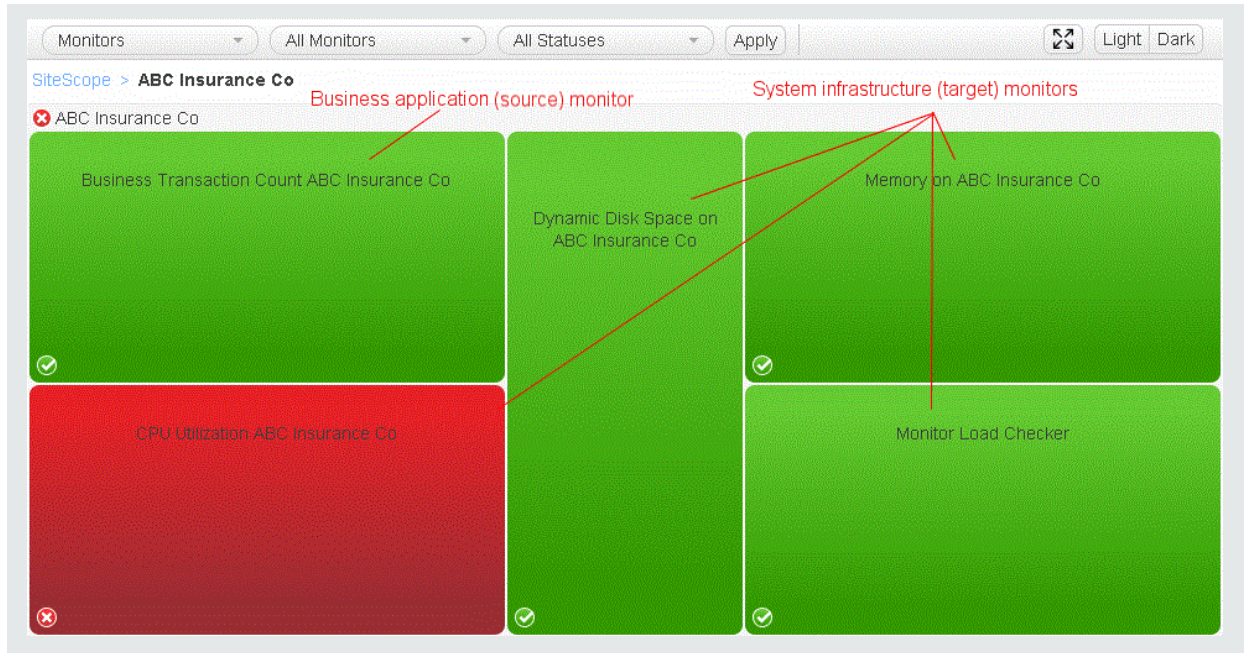 Monitors
All Monitors
All Statuses
Apply
Light Dark
SiteScope > ABC Insurance Co
Business application (source) monitor
System infrastructure (target) monitors
ABC Insurance Co
Business Transaction Count ABC Insurance Co
Dynamic Disk Space on
ABC Insurance Co
Memory on ABC Insurance Co
CPU Utilization ABC Insurance Co
Monitor Load Checker